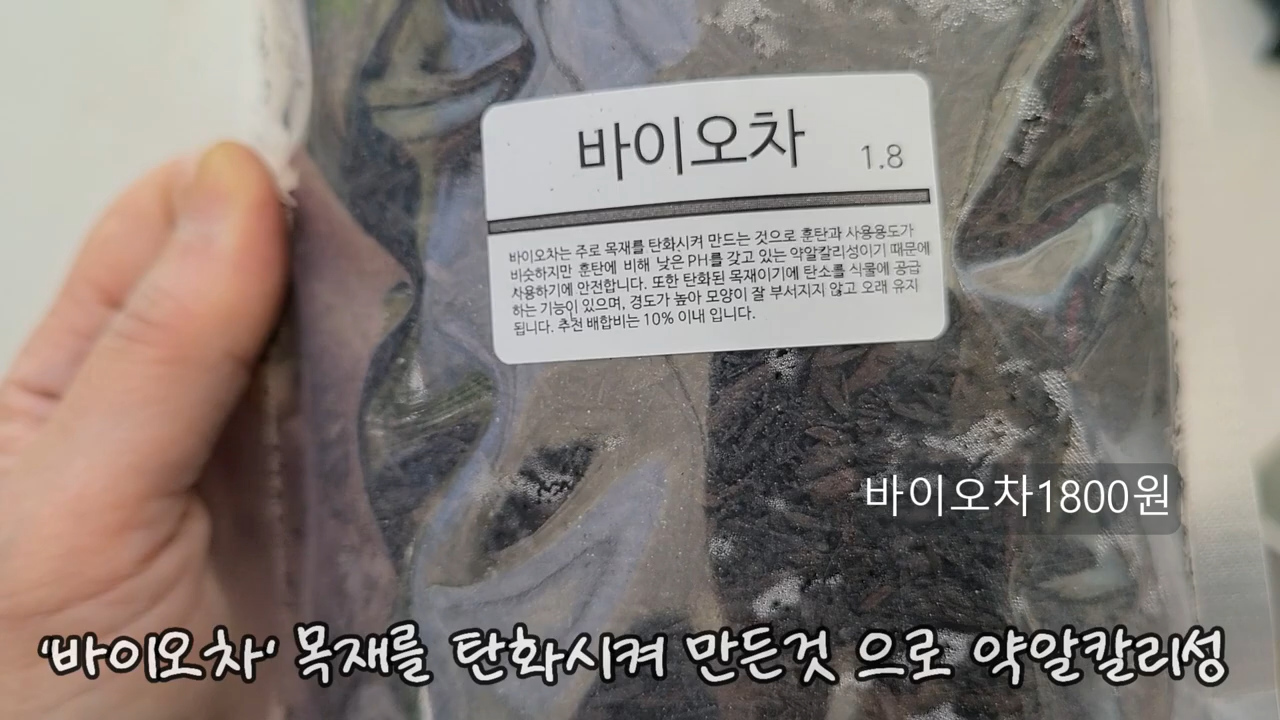 바이오차
1.8
바이오차는 주로 목재를 탄화시켜 만드는 것으로 훈탄과 사용용도가
비슷하지만 훈탄에 비해 낮은 PH를 갖고 있는 약알칼리성이기 때문에
사용하기에 안전합니다. 또한 탄화된 목재이기에 탄소를 식물에 공급
하는 기능이 있으며, 경도가 높아 모양이 잘 부서지지 않고 오래 유지
됩니다. 추천 배합비는 10% 이내 입니다.
바이오차1800원
'바이오차' 목재를 탄화시켜 만든것 으로 약알칼리성